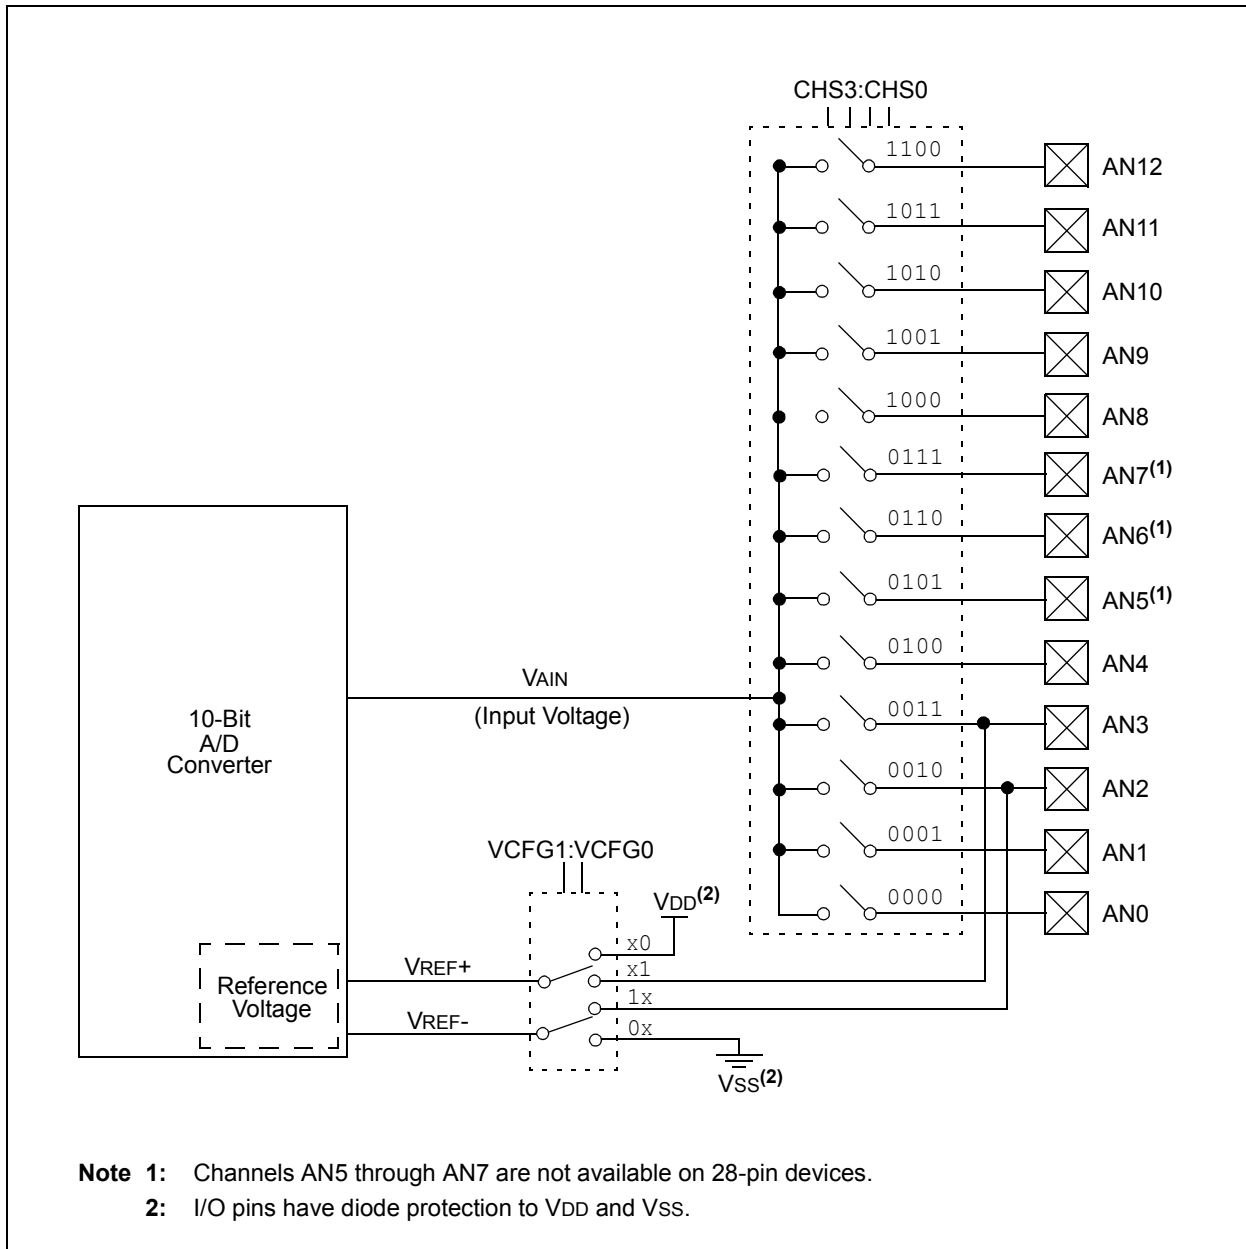 CHS3:CHS0
1100 AN12
1011 AN11
1010 AN10
1001 AN9
1000 AN8
0111 AN7(1)
0110 AN6(1)
0101 AN5(1)
0100 AN4
VAIN
(Input Voltage)
0011 AN3
10-Bit
A/D
Converter
0010 AN2
0001 AN1
VCFG1:VCFG0
0000 AN0
VDD(2)
x0
VREF+
x1
Reference
Voltage
1x
VREF-
0x
VSS(2)
Note 1: Channels AN5 through AN7 are not available on 28-pin devices.
2: I/O pins have diode protection to VDD and VSS.